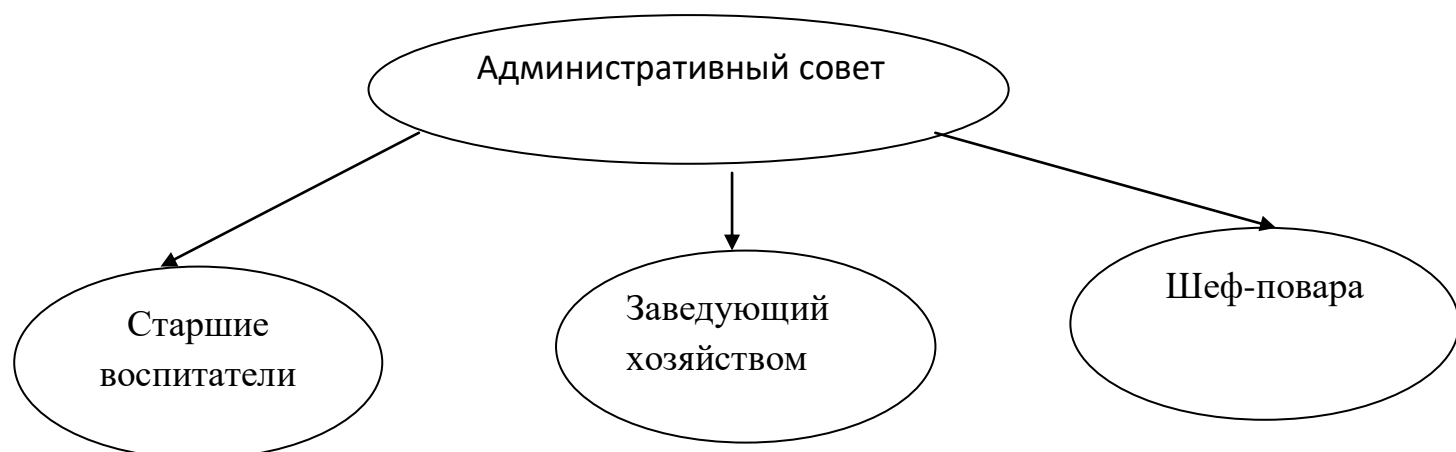 Административный совет
Старшие
воспитатели
Заведующий
хозяйством
Шеф-повара